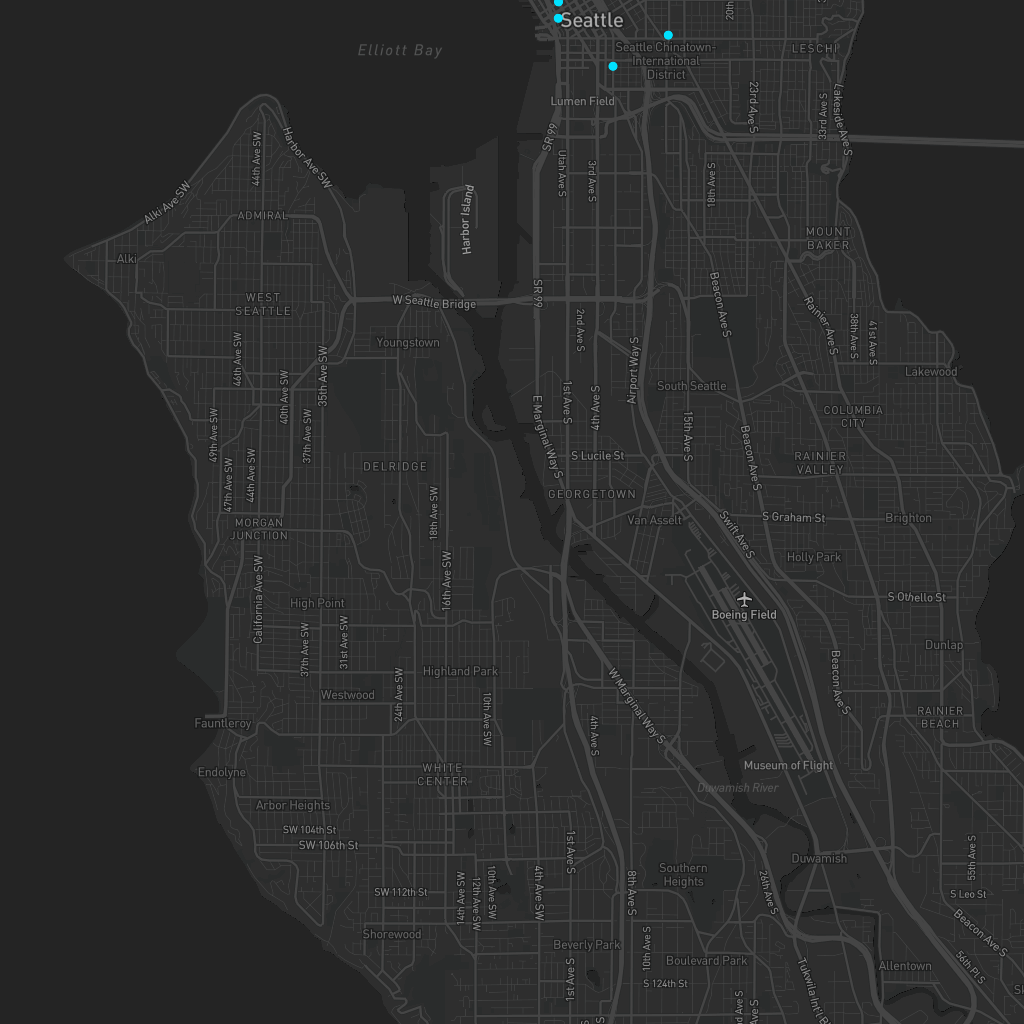 Seattle
20th
Elliott Bay
Seattle Chinatown-
International
District
LESCHI
23rd Ave S
33rd Ave S
Lakeside Ave S
Lumen Field
SR 99
Harbor Ave SW
44th Ave SW
Utah Ave S
3rd Ave S
18th Ave S
Alki Ave SW
Harbor Island
ADMIRAL
MOUNT
BAKER
Alki
WEST
SEATTLE
W Seattle Bridge
SR 99
Beacon Ave S
Rainier Ave S
38th Ave S
41st Ave S
2nd Ave S
Youngstown
46th Ave SW
35th Ave SW
Airport Way S
Lakewood
40th Ave SW
1st Ave S
4th Ave S
South Seattle
49th Ave SW
37th Ave SW
E Marginal Way S
15th Ave S
COLUMBIA
CITY
Beacon Ave S
S Lucile St
RAINIER
VALLEY
DELRIDGE
47th Ave SW
44th Ave SW
18th Ave SW
GEORGETOWN
MORGAN
JUNCTION
Van Asselt
Swift Ave S
S Graham St
Brighton
Holly Park
California Ave SW
16th Ave SW
High Point
Boeing Field
S Othello St
37th Ave SW
31st Ave SW
Dunlap
Highland Park
Beacon Ave S
W Marginal Way S
24th Ave SW
Westwood
10th Ave SW
4th Ave S
RAINIER
BEACH
Fauntleroy
WHITE
CENTER
Museum of Flight
Endolyne
Duwamish River
Arbor Heights
SW 104th St
SW 106th St
1st Ave S
55th Ave S
Duwamish
Southern
Heights
SW 112th St
14th Ave SW
12th Ave SW
10th Ave SW
4th Ave SW
8th Ave S
26th Ave S
S Leo St
Beacon Ave S
Shorewood
Beverly Park
10th Ave S
Boulevard Park
Allentown
56th Pl S
1st Ave S
S 124th St
Tukwila Int'l B
nd Ave S
Ave S
S
S
Sk